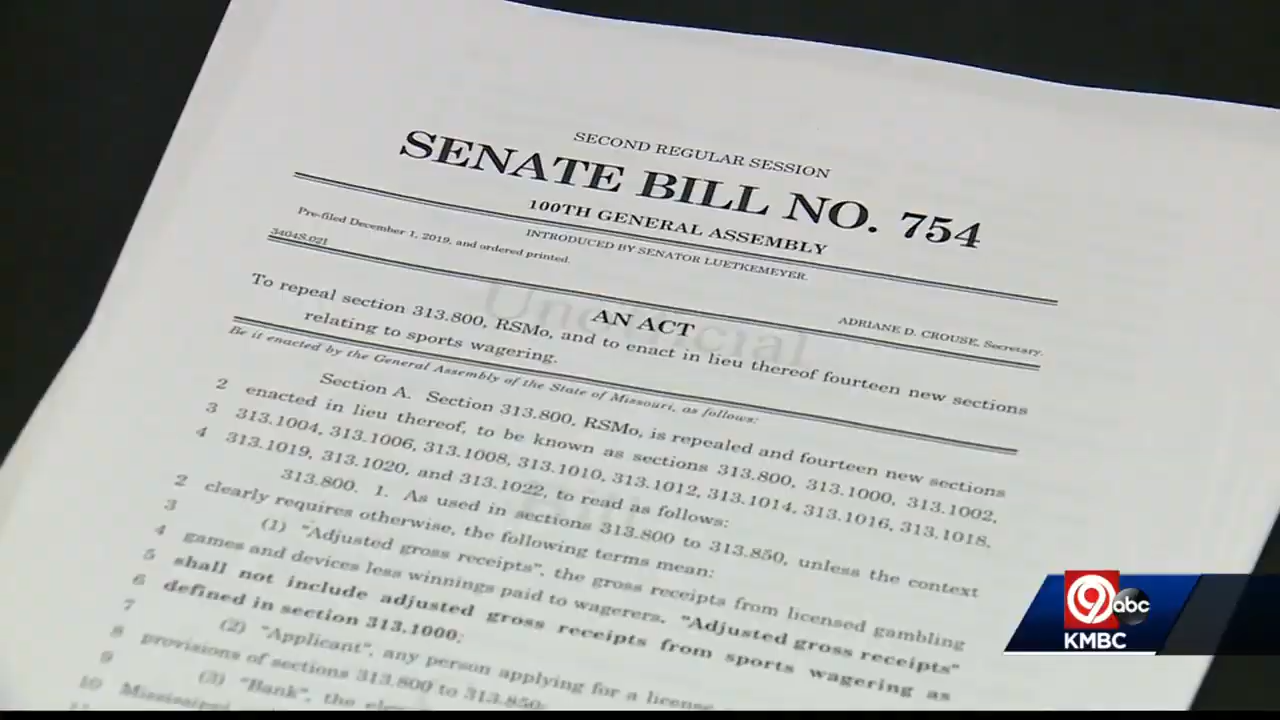 SECOND REGULAR SESSION
SENATE BILL NO. 754
100TH GENERAL ASSEMBLY
INTRODUCED BY SENATOR LUETKEMEYER.
Pre-filed December 1, 2019, and ordered printed.
3404S.02I
ADRIANE D. CROUSE, Secretary.
AN ACT
To repeal section 313.800, RSMo, and to enact in lieu thereof fourteen new sections
relating to sports wagering.
Be it enacted by the General Assembly of the State of Missouri, as follows:
Section A. Section 313.800, RSMo, is repealed and fourteen new sections
2 enacted in lieu thereof, to be known as sections 313.800, 313.1000, 313.1002,
3 313.1004, 313.1006, 313.1008, 313.1010, 313.1012, 313.1014, 313.1016, 313.1018,
4 313.1019, 313.1020, and 313.1022, to read as follows:
313.800. 1. As used in sections 313.800 to 313.850, unless the context
2 clearly requires otherwise, the following terms mean:
3 (1) "Adjusted gross receipts", the gross receipts from licensed gambling
4 games and devices less winnings paid to wagerers. "Adjusted gross receipts"
5 shall not include adjusted gross receipts from sports wagering as
6 defined in section 313.1000;
7 (2) "Applicant", any person applying for a license
8 provisions of sections 313.800 to 313.850;
9 (3) "Bank", the
10 Mississippi
Unofficial
Bill
9 abc
KMBC